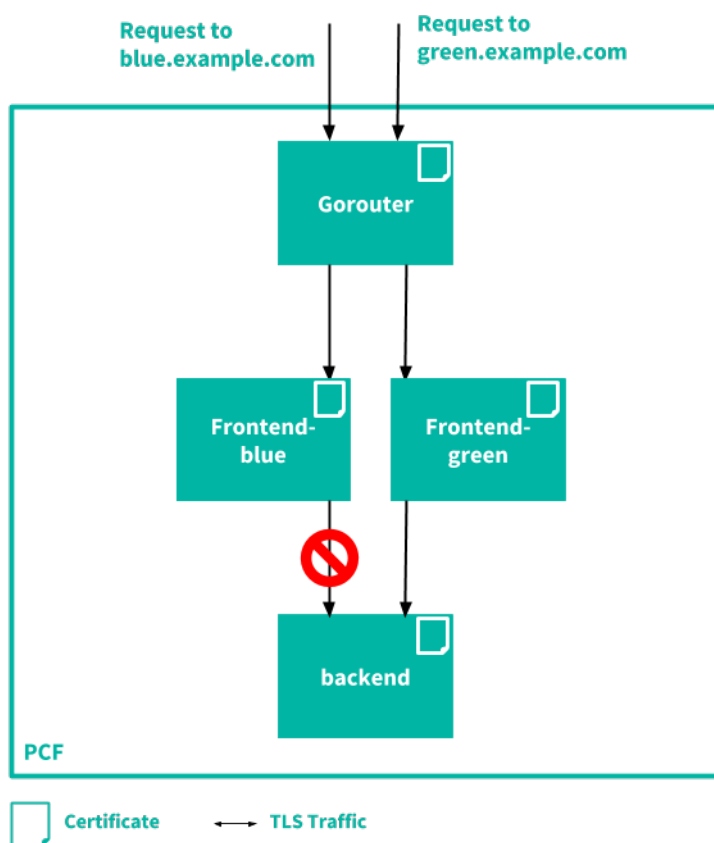 Request to
blue.example.com
Request to
green.example.com
Gorouter
Frontend-
blue
Frontend-
green
backend
PCF
Certificate
TLS Traffic